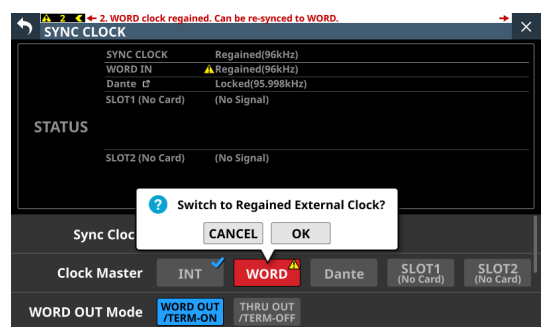 2 2. WORD clock regained. Can be re-synced to WORD.
SYNC CLOCK
SYNC CLOCK Regained(96kHz)
WORD IN Regained(96kHz)
Dante Locked(95.998kHz)
SLOT1 (No Card) (No Signal)
STATUS
SLOT2 (No Card) (No Signal)
Switch to Regained External Clock?
CANCEL OK
Sync Cloc
Clock Master INT WORD Dante SLOT1 (No Card) SLOT2 (No Card)
WORD OUT Mode WORD OUT /TERM-ON THRU OUT /TERM-OFF